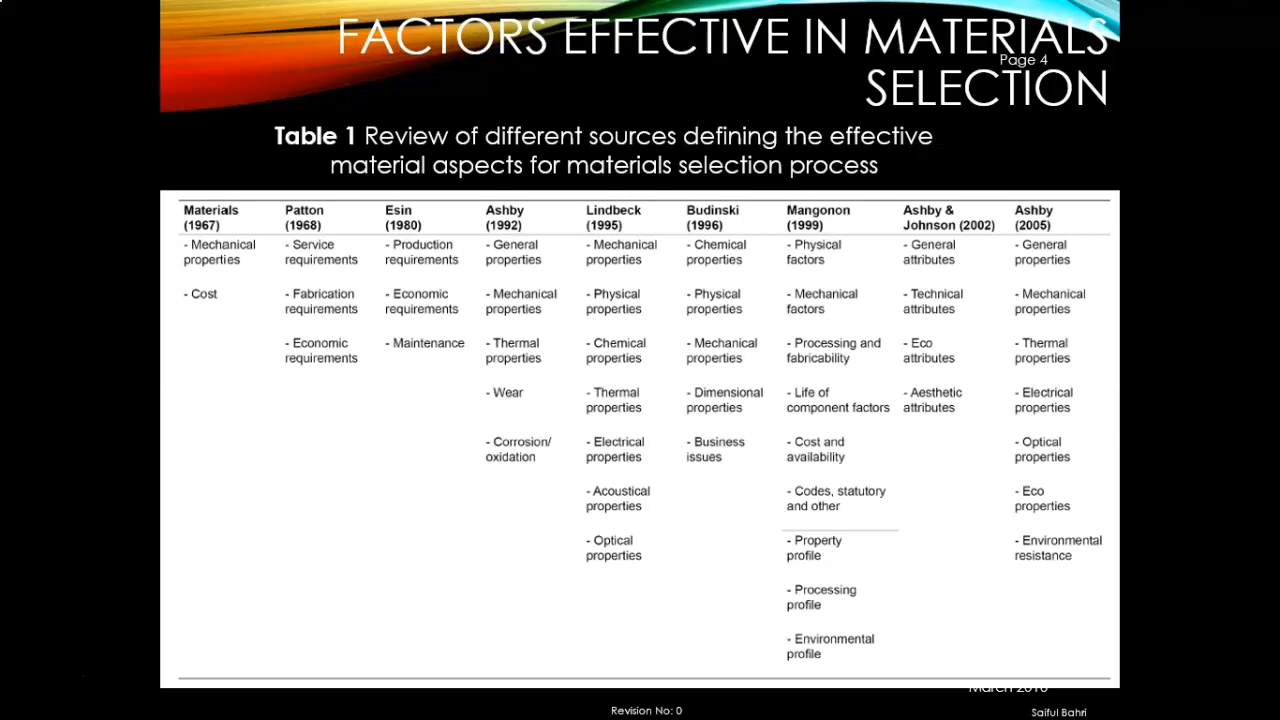 FACTORS EFFECTIVE IN MATERIALS
Page 4
SELECTION
Table 1 Review of different sources defining the effective
material aspects for materials selection process
Materials
(1967)
- Mechanical
properties
- Cost
Patton
(1968)
- Service
requirements
- Fabrication
requirements
- Economic
requirements
Esin
(1980)
- Production
requirements
- Economic
requirements
- Maintenance
Ashby
(1992)
- General
properties
- Mechanical
properties
- Thermal
properties
- Wear
- Corrosion/
oxidation
Lindbeck
(1995)
- Mechanical
properties
- Physical
properties
- Chemical
properties
- Thermal
properties
- Electrical
properties
- Acoustical
properties
- Optical
properties
Budinski
(1996)
- Chemical
properties
- Physical
properties
- Mechanical
properties
- Dimensional
properties
- Business
issues
Mangonon
(1999)
- Physical
factors
- Mechanical
factors
- Processing and
fabricability
- Life of
component factors
- Cost and
availability
- Codes, statutory
and other
- Property
profile
- Processing
profile
- Environmental
profile
Ashby &
Johnson (2002)
- General
attributes
- Technical
attributes
- Eco
attributes
- Aesthetic
attributes
Ashby
(2005)
- General
properties
- Mechanical
properties
- Thermal
properties
- Electrical
properties
- Optical
properties
- Eco
properties
- Environmental
resistance
March
Revision No: 0
Saiful Bahri